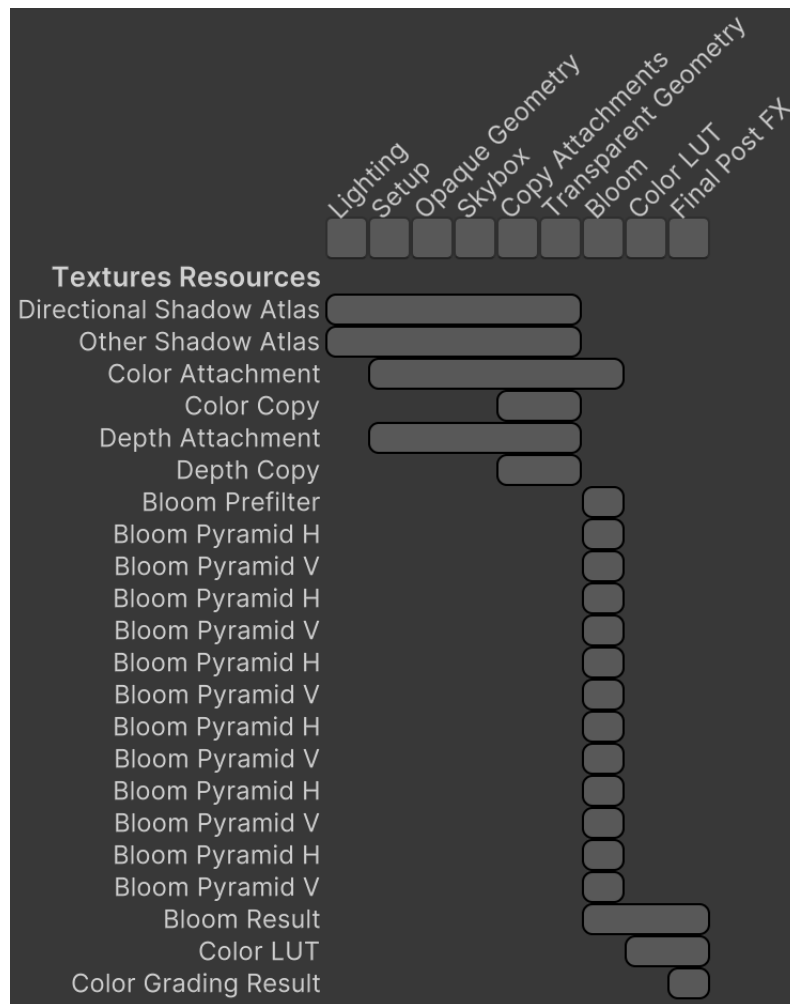 Lighting
Setup
Opaque Geometry
Skybox
Copy Attachments
Transparent Geometry
Bloom
Color LUT
Final Post FX
Textures Resources
Directional Shadow Atlas
Other Shadow Atlas
Color Attachment
Color Copy
Depth Attachment
Depth Copy
Bloom Prefilter
Bloom Pyramid H
Bloom Pyramid V
Bloom Pyramid H
Bloom Pyramid V
Bloom Pyramid H
Bloom Pyramid V
Bloom Pyramid H
Bloom Pyramid V
Bloom Pyramid H
Bloom Pyramid V
Bloom Pyramid H
Bloom Pyramid V
Bloom Result
Color LUT
Color Grading Result